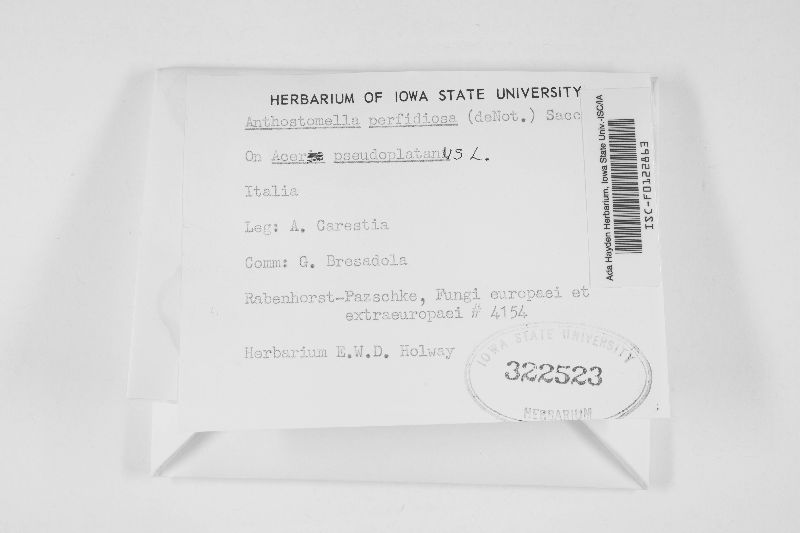 HERBARIUM OF IOWA STATE UNIVERSITY
Anthostomella perfidiosa (deNot.) Sacc
On Acer pseudoplatanus L.
Italia
Leg: A. Carestia
Comm: G. Bresadola
Rabenhorst-Pazschke, Fungi europaei et
extraeuropaei # 4154
Herbarium E.W.D. Holway
IOWA STATE UNIVERSITY
322523
HERBARIUM
Ada Hayden Herbarium, Iowa State Univ.-ISC/IA
ISC-F0122863